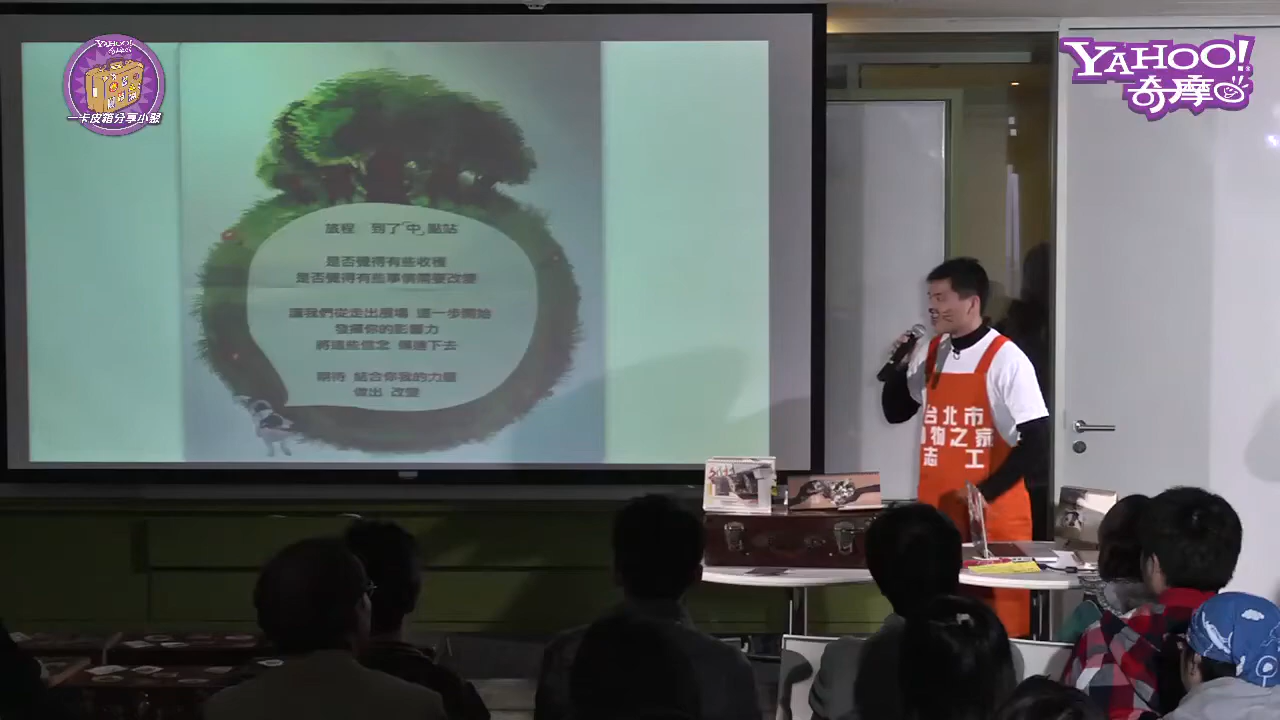 YAHOO!
一卡皮箱分享小聚
YAHOO!
奇摩
旅程 到了「中」點站
是否覺得有些收穫
是否覺得有些事情需要改變
讓我們從走出展場 這一步開始
發揮你的影響力
將這些信念 傳達下去
期待 結合你我的力量
做出 改變
台北市
物之家
志工